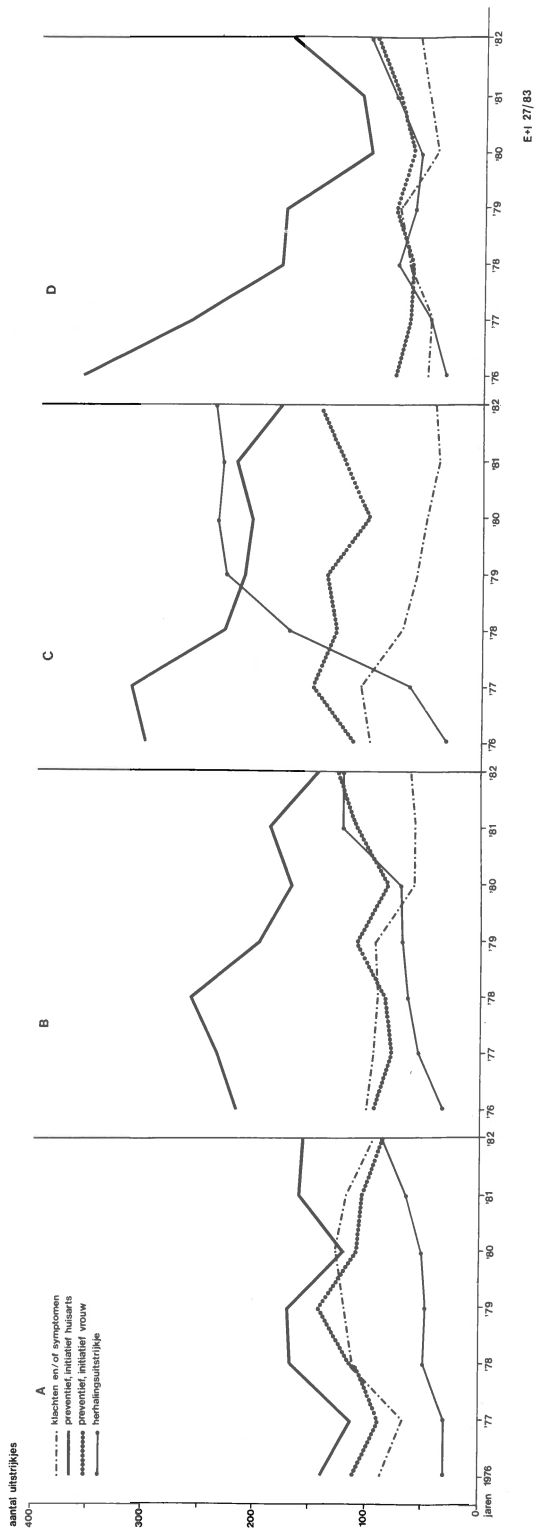 aantal uitstrijkjes
400
300
200
100
0
A
klachten en/of symptomen
preventief, initiatief huisarts
preventief, initiatief vrouw
herhalingsuitstrijkje
B
C
D
jaren 1976 '77 '78 '79 '80 '81 '82
'76 '77 '78 '79 '80 '81 '82
'76 '77 '78 '79 '80 '81 '82
'76 '77 '78 '79 '80 '81 '82
E+I 27/83